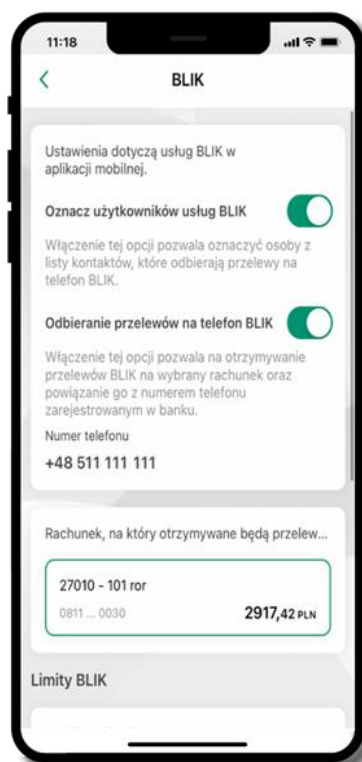 11:18
BLIK
Ustawienia dotyczą usług BLIK w
aplikacji mobilnej.
Oznacz użytkowników usług BLIK
Włączenie tej opcji pozwala oznaczyć osoby z
listy kontaktów, które odbierają przelewy na
telefon BLIK.
Odbieranie przelewów na telefon BLIK
Włączenie tej opcji pozwala na otrzymywanie
przelewów BLIK na wybrany rachunek oraz
powiązanie go z numerem telefonu
zarejestrowanym w banku.
Numer telefonu
+48 511 111 111
Rachunek, na który otrzymywane będą przelew...
27010 - 101 ror
0811 ... 0030 2917,42 PLN
Limity BLIK